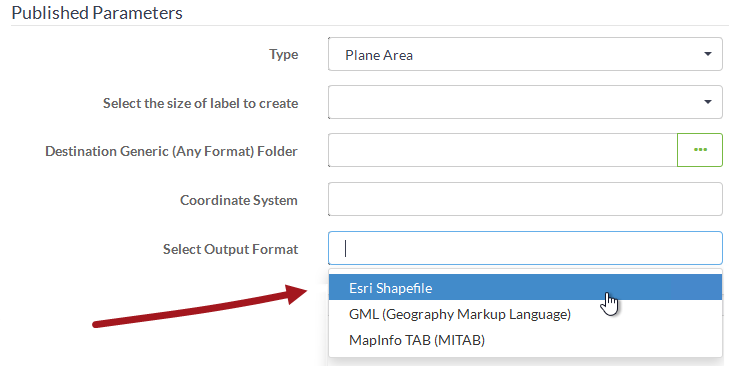 Published Parameters
Type Plane Area
Select the size of label to create
Destination Generic (Any Format) Folder
Coordinate System
Select Output Format
Esri Shapefile
GML (Geography Markup Language)
MapInfo TAB (MITAB)